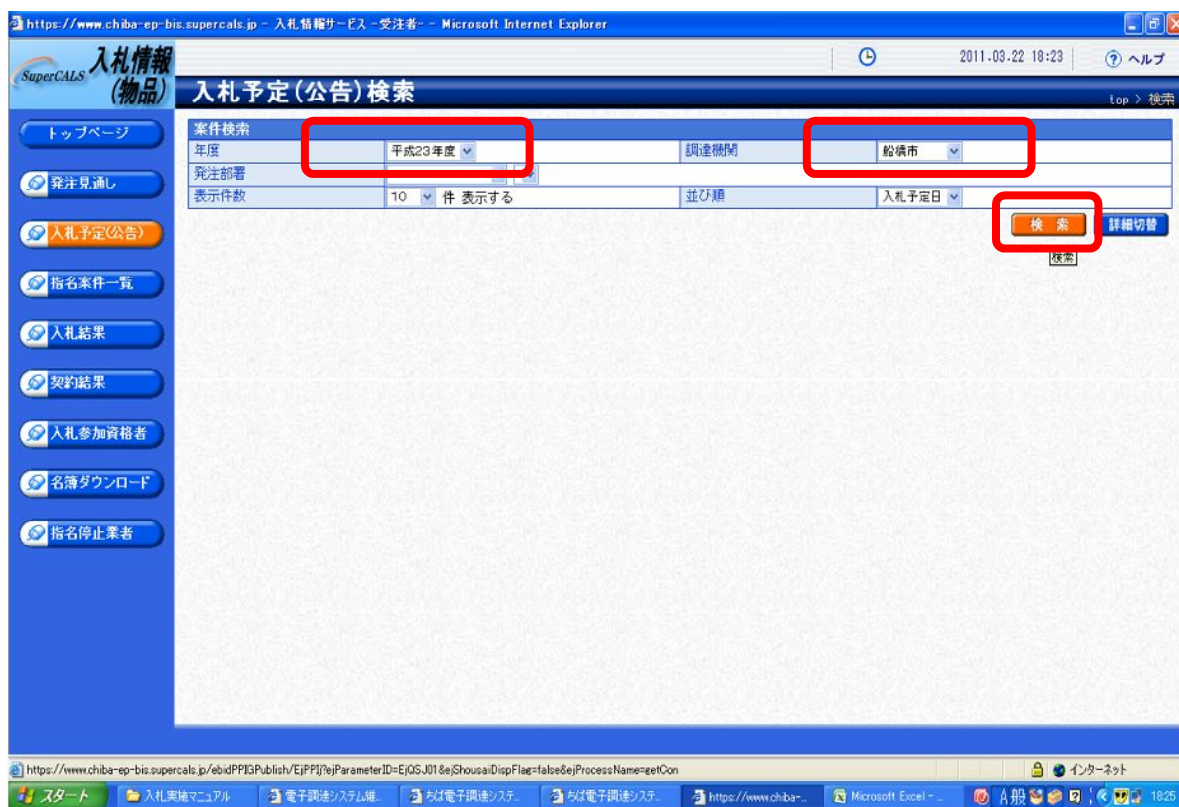 https://www.chiba-ep-bis.supercals.jp - 入札情報サービス -受注者- - Microsoft Internet Explorer
SuperCALS 入札情報
(物品)
2011.03.22 18:23
ヘルプ
入札予定(公告)検索
top > 検索
トップページ
発注見通し
入札予定(公告)
指名案件一覧
入札結果
契約結果
入札参加資格者
名簿ダウンロード
指名停止業者
案件検索
年度 平成23年度 調達機関 船橋市
発注部署
表示件数 10 件 表示する 並び順 入札予定日
検 索 詳細切替
検索
https://www.chiba-ep-bis.supercals.jp/ebidPPIGPublish/EjPPIj?ejParameterID=EjQSJ01&ejShousaiDispFlag=false&ejProcessName=getCon
インターネット
スタート 入札実施マニュアル 電子調達システム維... ちば電子調達システ... ちば電子調達システ... https://www.chiba-... Microsoft Excel - ... A 般 18:25